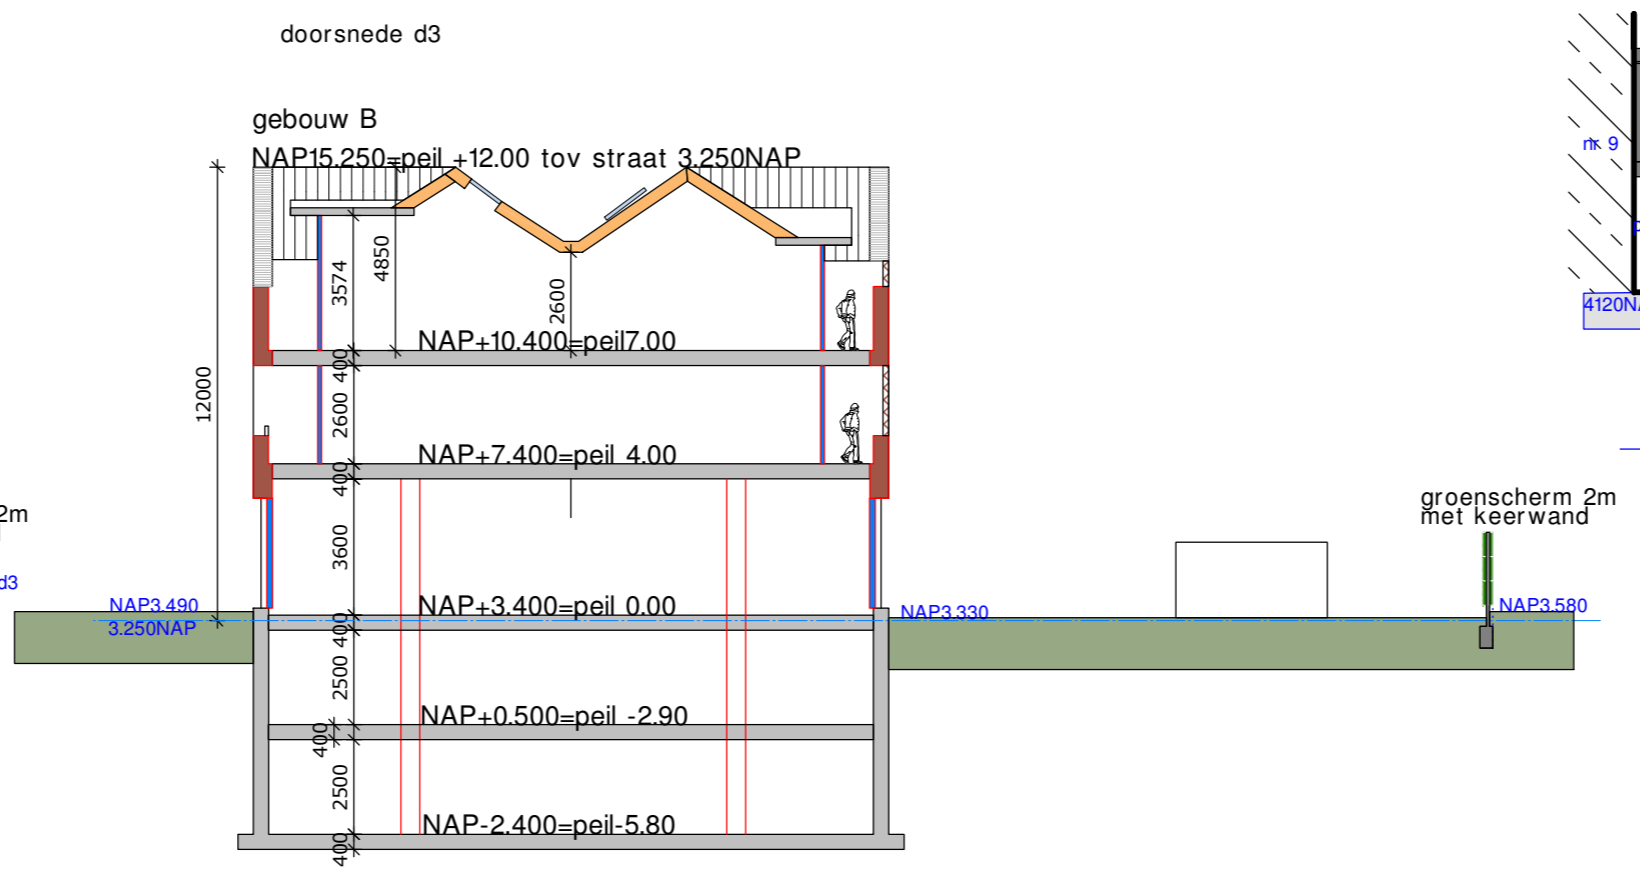 doorsnede d3
gebouw B
NAP15.250=peil +12.00 tov straat 3.250NAP
nr 9
4850
3574
2600
4120NA
NAP+10.400=peil7.00
400
12000
2600
NAP+7.400=peil 4.00
400
groenscherm 2m
met keerwand
2m
3600
d3
NAP3.490
NAP+3.400=peil 0.00
NAP3.330
NAP3.580
3.250NAP
400
2500
NAP+0.500=peil -2.90
400
2500
NAP-2.400=peil-5.80
400